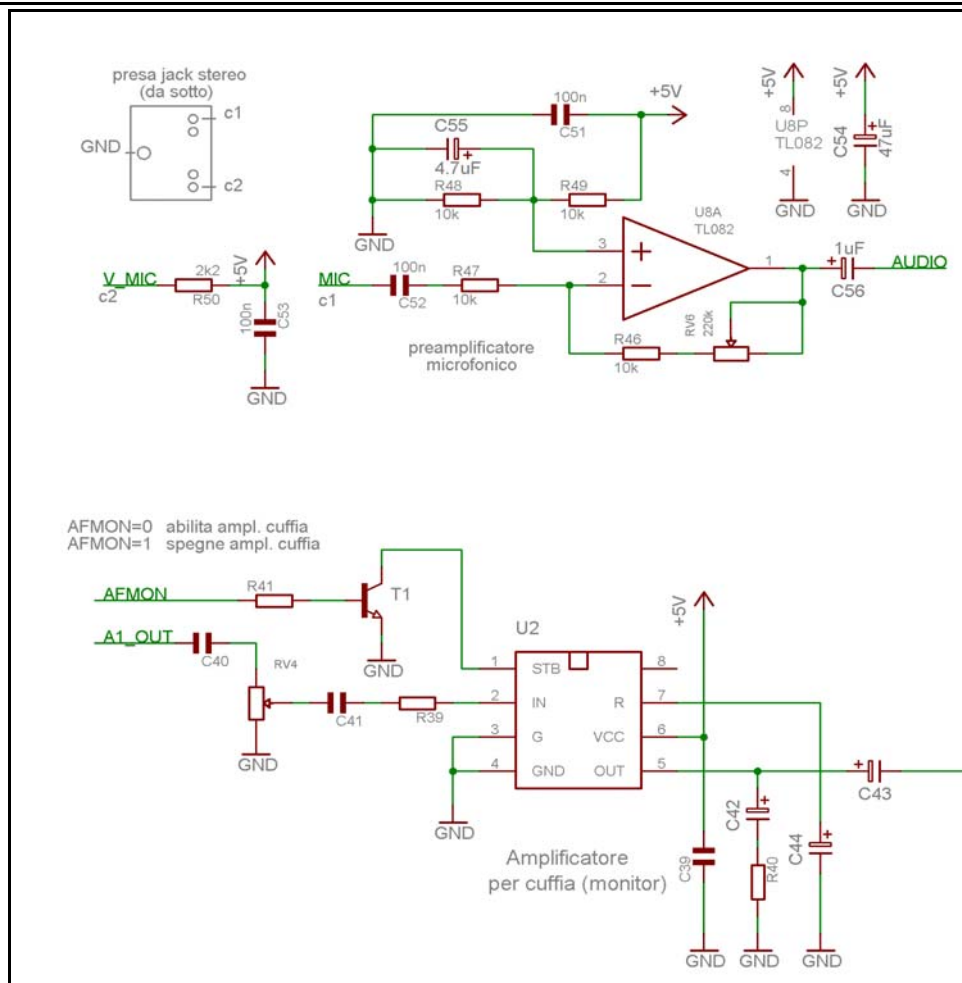 presa jack stereo
(da sotto)
c1
GND
c2
100n
C51
+5V
C55
4.7uF
R48
10k
R49
10k
GND
+5V
8
U8P
TL082
4
GND
+5V
C54
47uF
GND
U8A
TL082
3
2
1
1uF
C56
AUDIO
V_MIC
c2
2k2
R50
+5V
100n
C53
GND
MIC
c1
100n
C52
R47
10k
R46
10k
RV6
220k
preamplificatore
microfonico
AFMON=0 abilita ampl. cuffia
AFMON=1 spegne ampl. cuffia
AFMON
R41
T1
GND
A1_OUT
C40
RV4
GND
C41
R39
U2
1 STB 8
2 IN R 7
3 G VCC 6
4 GND OUT 5
GND
+5V
C43
C42
C44
C39
R40
Amplificatore
per cuffia (monitor)
GND
GND
GND